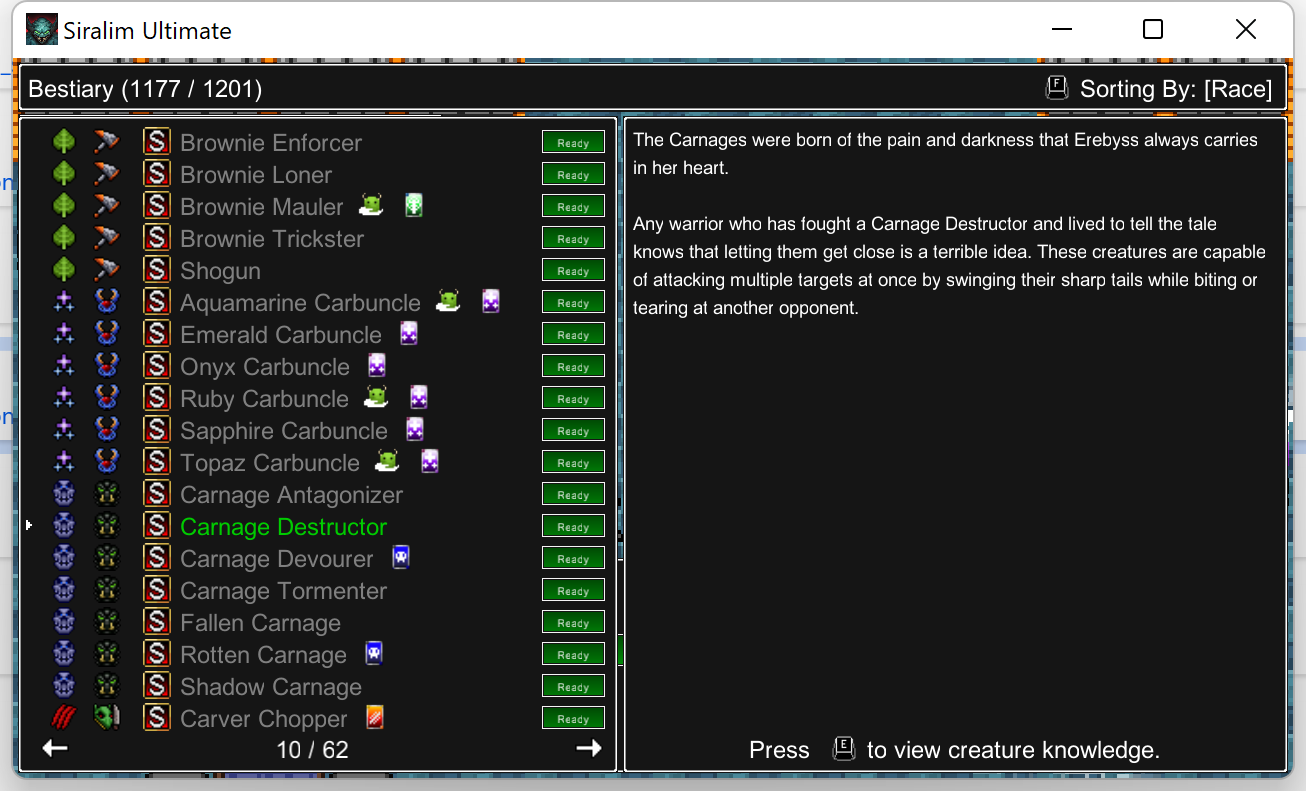 Siralim Ultimate
Bestiary (1177 / 1201)
F Sorting By: [Race]
S Brownie Enforcer Ready
S Brownie Loner Ready
S Brownie Mauler Ready
S Brownie Trickster Ready
S Shogun Ready
S Aquamarine Carbuncle Ready
S Emerald Carbuncle Ready
S Onyx Carbuncle Ready
S Ruby Carbuncle Ready
S Sapphire Carbuncle Ready
S Topaz Carbuncle Ready
S Carnage Antagonizer Ready
S Carnage Destructor Ready
S Carnage Devourer Ready
S Carnage Tormenter Ready
S Fallen Carnage Ready
S Rotten Carnage Ready
S Shadow Carnage Ready
S Carver Chopper Ready
10 / 62
The Carnages were born of the pain and darkness that Erebyss always carries
in her heart.
Any warrior who has fought a Carnage Destructor and lived to tell the tale
knows that letting them get close is a terrible idea. These creatures are capable
of attacking multiple targets at once by swinging their sharp tails while biting or
tearing at another opponent.
Press E to view creature knowledge.